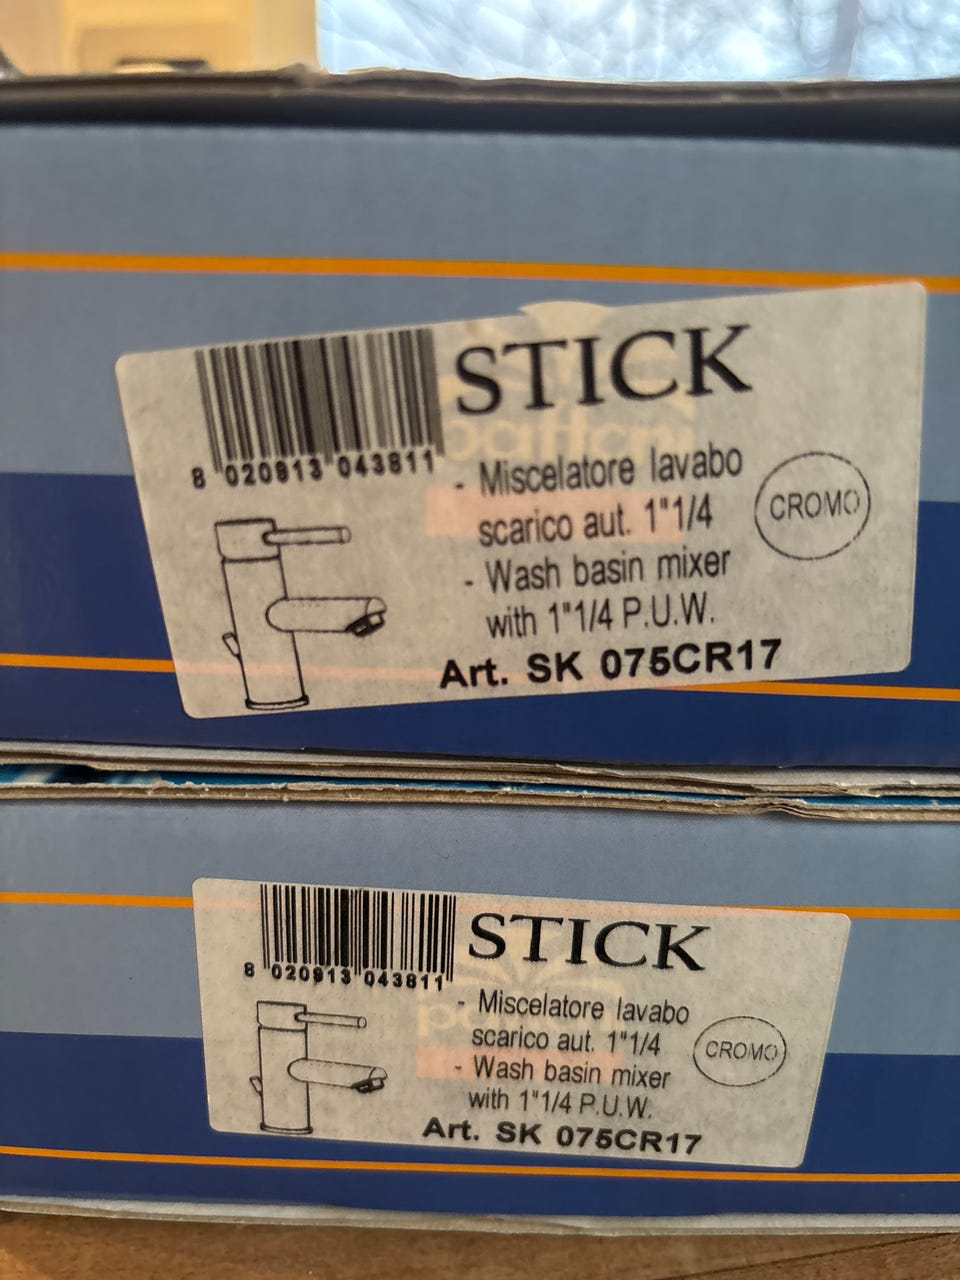 STICK
8 020913 043811
- Miscelatore lavabo
scarico aut. 1"1/4
- Wash basin mixer
with 1"1/4 P.U.W.
CROMO
Art. SK 075CR17
STICK
8 020913 043811
- Miscelatore lavabo
scarico aut. 1"1/4
- Wash basin mixer
with 1"1/4 P.U.W.
CROMO
Art. SK 075CR17